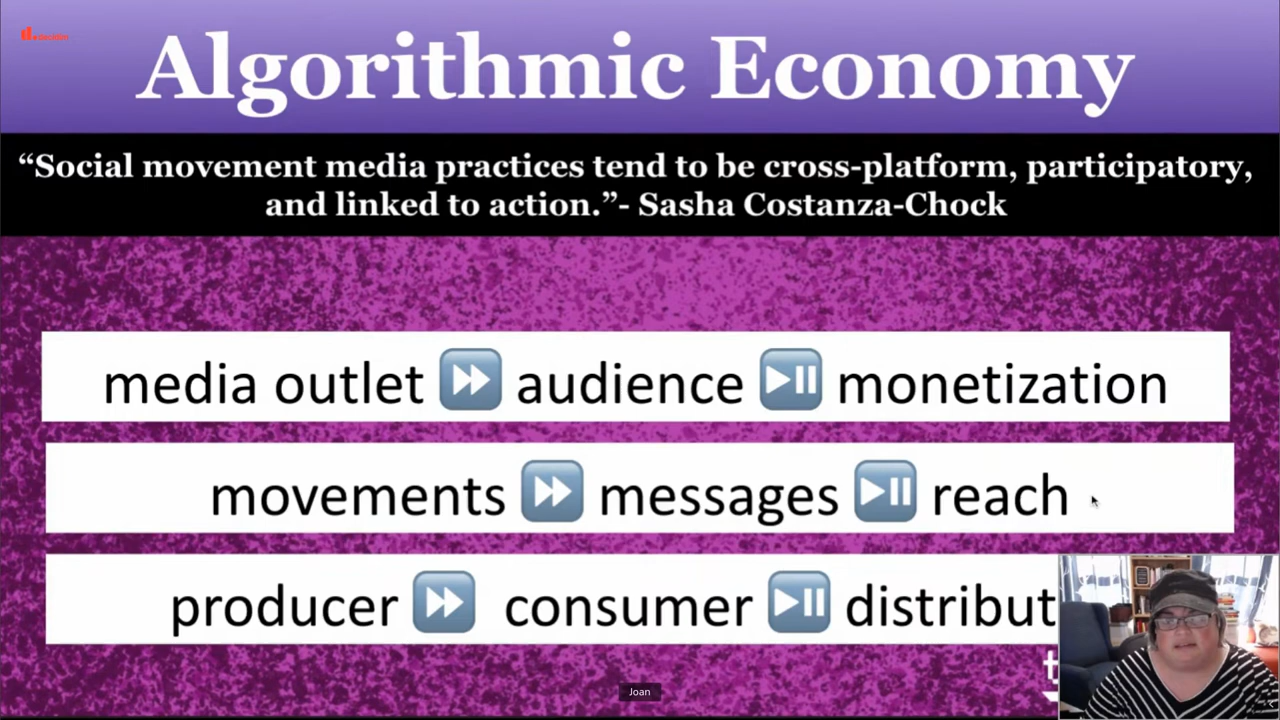 Algorithmic Economy
“Social movement media practices tend to be cross-platform, participatory,
and linked to action.”- Sasha Costanza-Chock
media outlet ⏩ audience ⏯ monetization
movements ⏩ messages ⏯ reach
producer ⏩ consumer ⏯ distribut
Joan